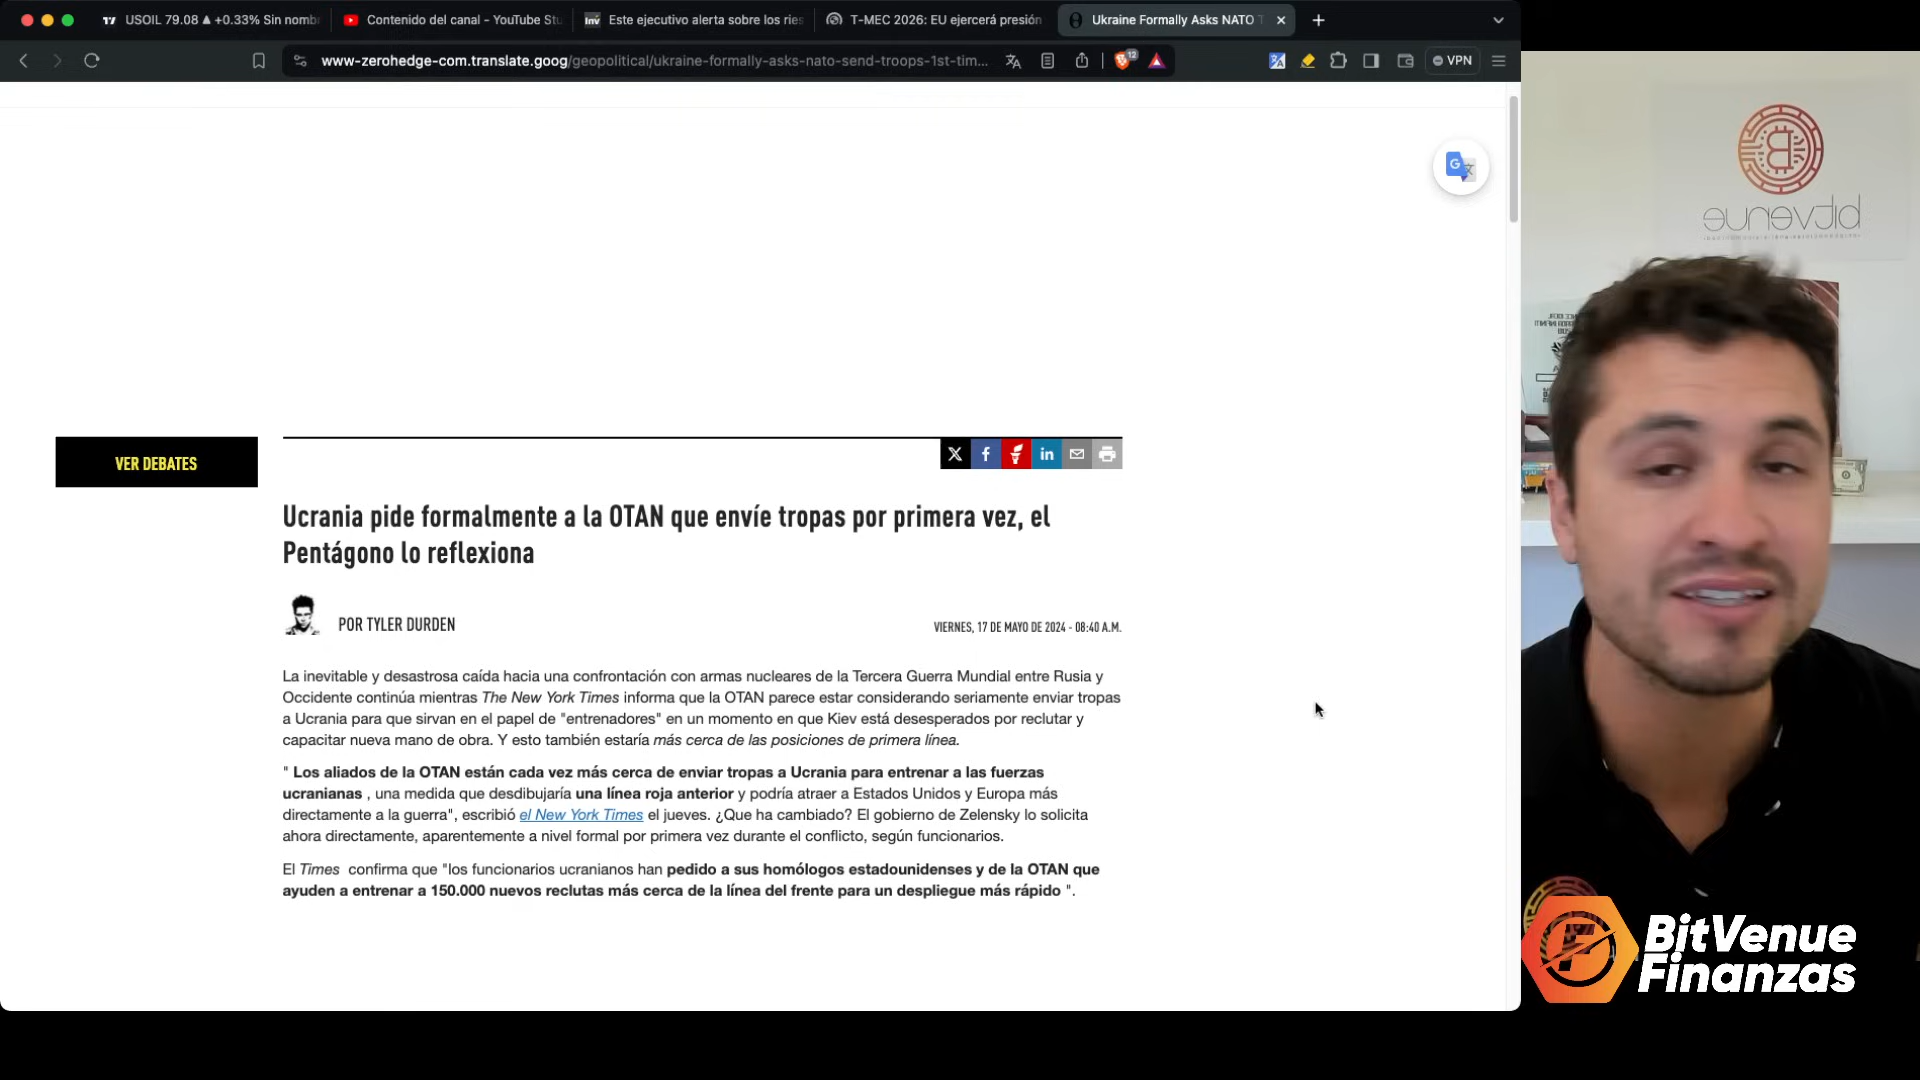 USOIL 79.08 ▲ +0.33% Sin nomb
Contenido del canal - YouTube Stu
Inv
Este ejecutivo alerta sobre los ries
T-MEC 2026: EU ejercerá presión
Ukraine Formally Asks NATO T
www-zerohedge-com.translate.goog/geopolitical/ukraine-formally-asks-nato-send-troops-1st-tim...
12
VPN
bitvenue
VER DEBATES
Ucrania pide formalmente a la OTAN que envíe tropas por primera vez, el
Pentágono lo reflexiona
POR TYLER DURDEN
VIERNES, 17 DE MAYO DE 2024 - 08:40 A.M.
La inevitable y desastrosa caída hacia una confrontación con armas nucleares de la Tercera Guerra Mundial entre Rusia y
Occidente continúa mientras The New York Times informa que la OTAN parece estar considerando seriamente enviar tropas
a Ucrania para que sirvan en el papel de "entrenadores" en un momento en que Kiev está desesperados por reclutar y
capacitar nueva mano de obra. Y esto también estaría más cerca de las posiciones de primera línea.
" Los aliados de la OTAN están cada vez más cerca de enviar tropas a Ucrania para entrenar a las fuerzas
ucranianas , una medida que desdibujaría una línea roja anterior y podría atraer a Estados Unidos y Europa más
directamente a la guerra", escribió el New York Times el jueves. ¿Que ha cambiado? El gobierno de Zelensky lo solicita
ahora directamente, aparentemente a nivel formal por primera vez durante el conflicto, según funcionarios.
El Times confirma que "los funcionarios ucranianos han pedido a sus homólogos estadounidenses y de la OTAN que
ayuden a entrenar a 150.000 nuevos reclutas más cerca de la línea del frente para un despliegue más rápido ".
BitVenue
Finanzas